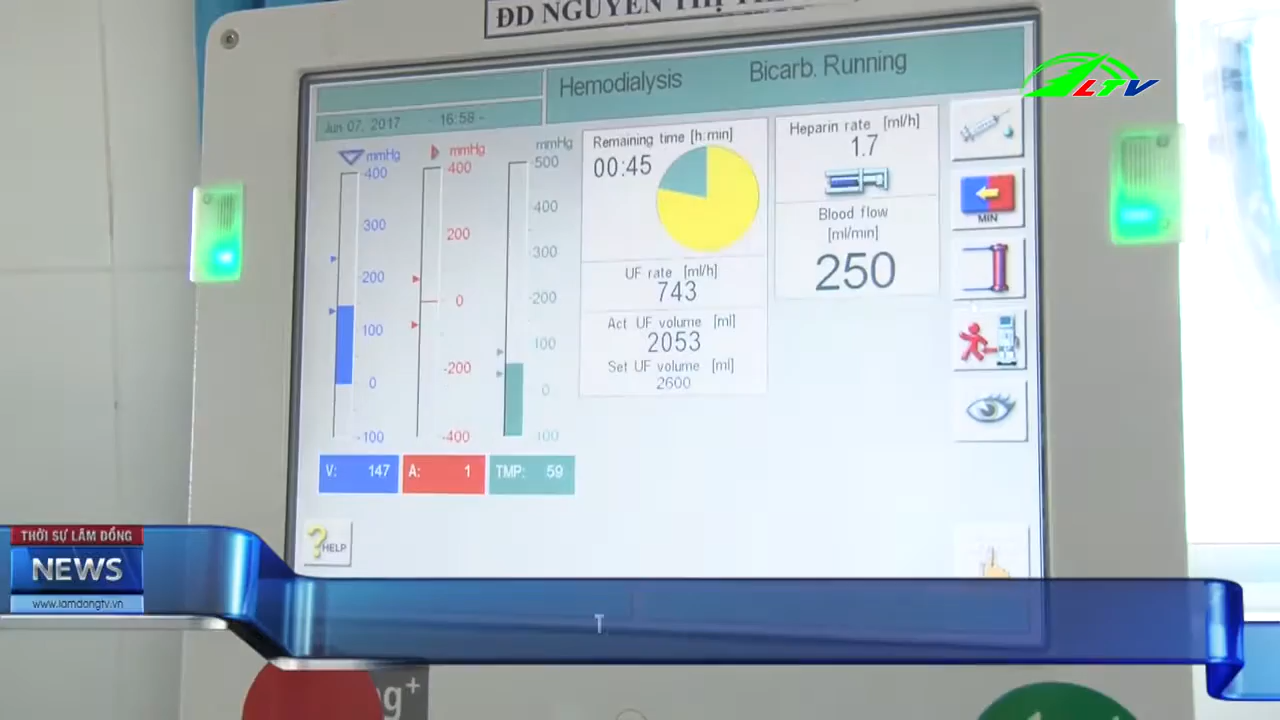 ĐD NGUYỄN THỊ
LTV
Hemodialysis
Bicarb. Running
Jun 07, 2017 - 16:58 -
mmHg
400
300
200
100
0
-100
mmHg
400
200
0
-200
-400
mmHg
500
400
300
200
100
0
100
V: 147
A: 1
TMP: 59
Remaining time [h:min]
00:45
UF rate [ml/h]
743
Act UF volume [ml]
2053
Set UF volume [ml]
2600
Heparin rate [ml/h]
1.7
Blood flow
[ml/min]
250
MIN
? HELP
THỜI SỰ LÂM ĐỒNG
NEWS
www.lamdongtv.vn
T